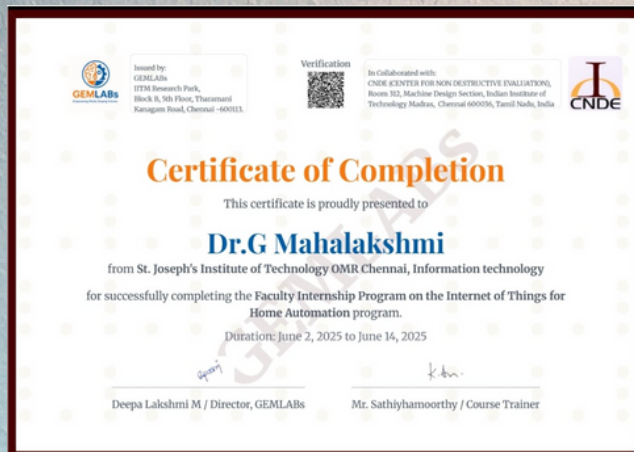 GEMLABs
Issued by:
GEMLABs
IITM Research Park,
Block B, 5th Floor, Tharamani
Kanagam Road, Chennai -600113.
Verification
In Collaborated with:
CNDE (CENTER FOR NON DESTRUCTIVE EVALUATION),
Room 312, Machine Design Section, Indian Institute of
Technology Madras, Chennai 600036, Tamil Nadu, India
CNDE
Certificate of Completion
This certificate is proudly presented to
Dr.G Mahalakshmi
from St. Joseph's Institute of Technology OMR Chennai, Information technology
for successfully completing the Faculty Internship Program on the Internet of Things for
Home Automation program.
Duration: June 2, 2025 to June 14, 2025
GEMLABs
Deepa Lakshmi M / Director, GEMLABs
Mr. Sathiyhamoorthy / Course Trainer